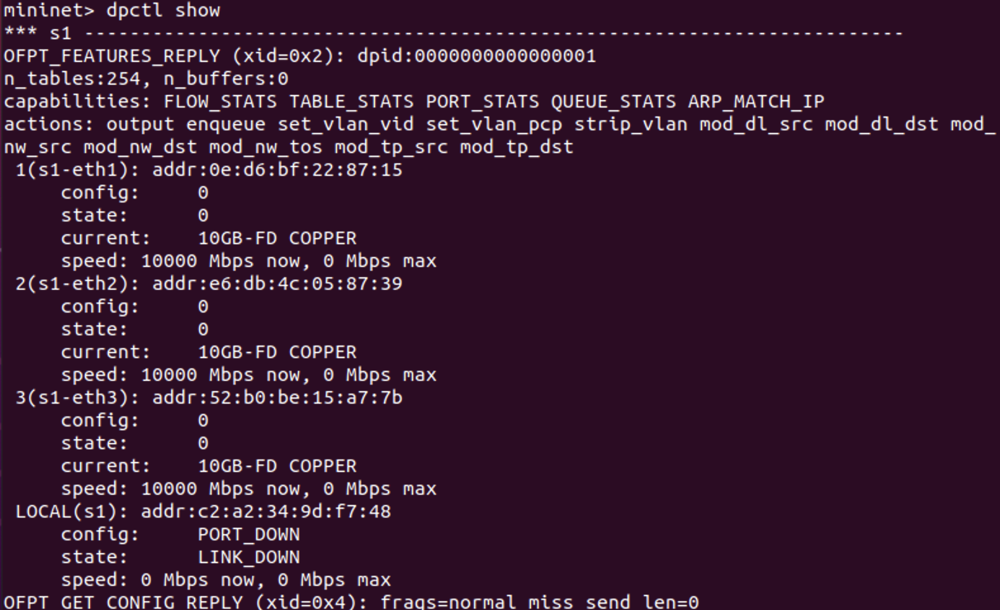 mininet> dpctl show
*** s1 ------------------------------------------------------------------------
OFPT_FEATURES_REPLY (xid=0x2): dpid:0000000000000001
n_tables:254, n_buffers:0
capabilities: FLOW_STATS TABLE_STATS PORT_STATS QUEUE_STATS ARP_MATCH_IP
actions: output enqueue set_vlan_vid set_vlan_pcp strip_vlan mod_dl_src mod_dl_dst mod_
nw_src mod_nw_dst mod_nw_tos mod_tp_src mod_tp_dst
 1(s1-eth1): addr:0e:d6:bf:22:87:15
     config:     0
     state:      0
     current:    10GB-FD COPPER
     speed: 10000 Mbps now, 0 Mbps max
 2(s1-eth2): addr:e6:db:4c:05:87:39
     config:     0
     state:      0
     current:    10GB-FD COPPER
     speed: 10000 Mbps now, 0 Mbps max
 3(s1-eth3): addr:52:b0:be:15:a7:7b
     config:     0
     state:      0
     current:    10GB-FD COPPER
     speed: 10000 Mbps now, 0 Mbps max
 LOCAL(s1): addr:c2:a2:34:9d:f7:48
     config:     PORT_DOWN
     state:      LINK_DOWN
     speed: 0 Mbps now, 0 Mbps max
OFPT_GET_CONFIG_REPLY (xid=0x4): frags=normal miss_send_len=0